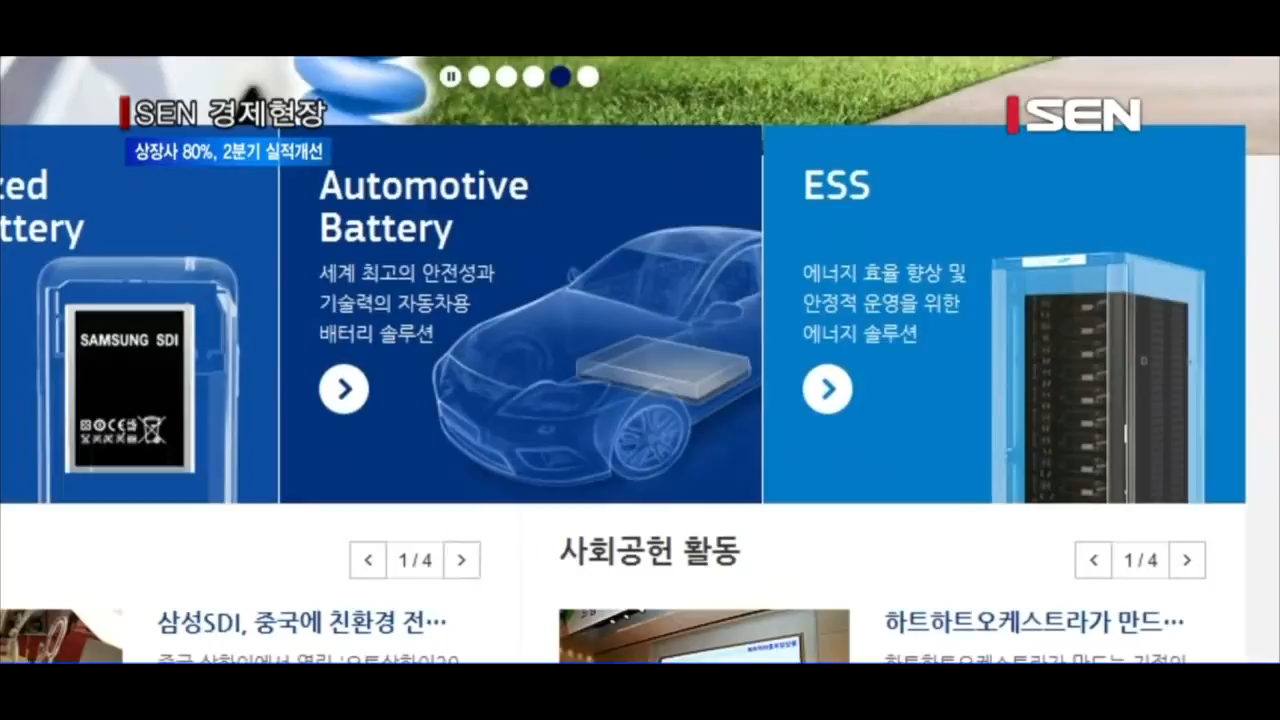 SEN 경제현장
SEN
상장사 80%, 2분기 실적개선
zed
ttery
SAMSUNG SDI
Automotive
Battery
세계 최고의 안전성과
기술력의 자동차용
배터리 솔루션
ESS
에너지 효율 향상 및
안정적 운영을 위한
에너지 솔루션
1/4
사회공헌 활동
1/4
삼성SDI, 중국에 친환경 전…
하트하트오케스트라가 만드…